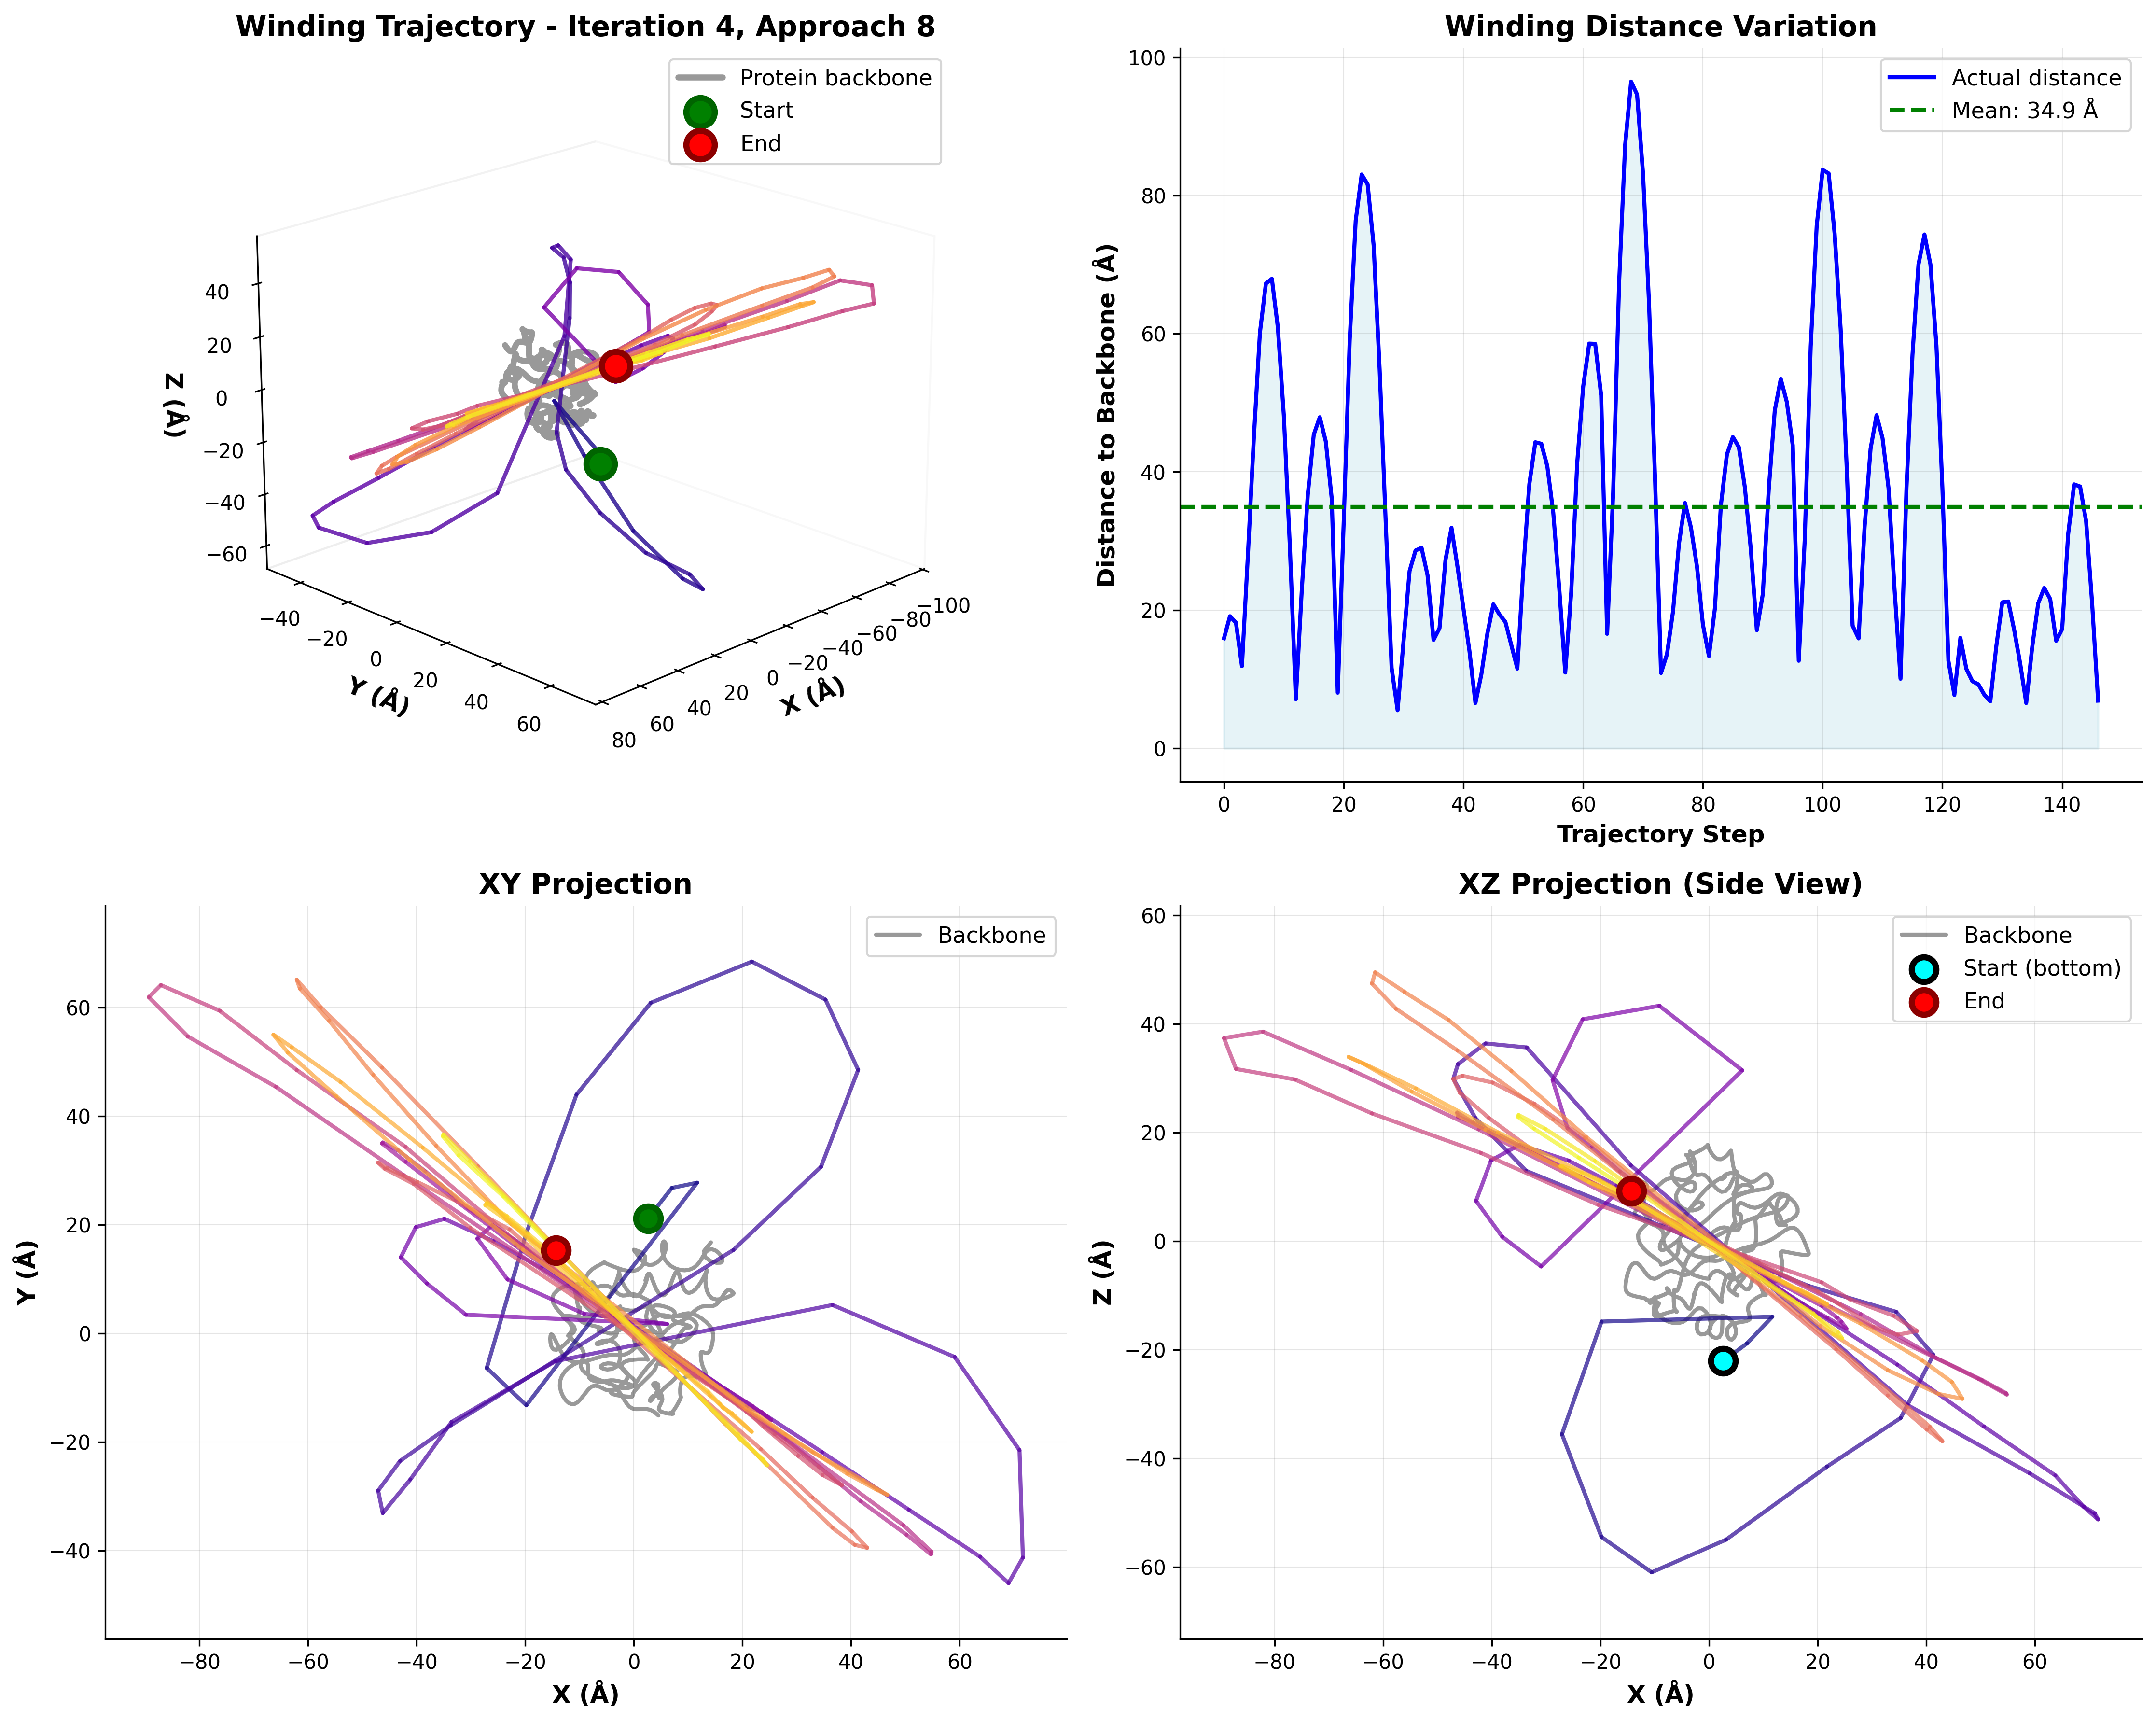 Winding Trajectory - Iteration 4, Approach 8
Protein backbone
Start
End
Z (Å)
40
20
0
−20
−40
−60
−40
−20
0
20
40
60
Y (Å)
80
60
40
20
0
−20
−40
−60
−80
−100
X (Å)
Winding Distance Variation
Actual distance
Mean: 34.9 Å
Distance to Backbone (Å)
100
80
60
40
20
0
0 20 40 60 80 100 120 140
Trajectory Step
XY Projection
Backbone
Y (Å)
60
40
20
0
−20
−40
−80 −60 −40 −20 0 20 40 60
X (Å)
XZ Projection (Side View)
Backbone
Start (bottom)
End
Z (Å)
60
40
20
0
−20
−40
−60
−80 −60 −40 −20 0 20 40 60
X (Å)